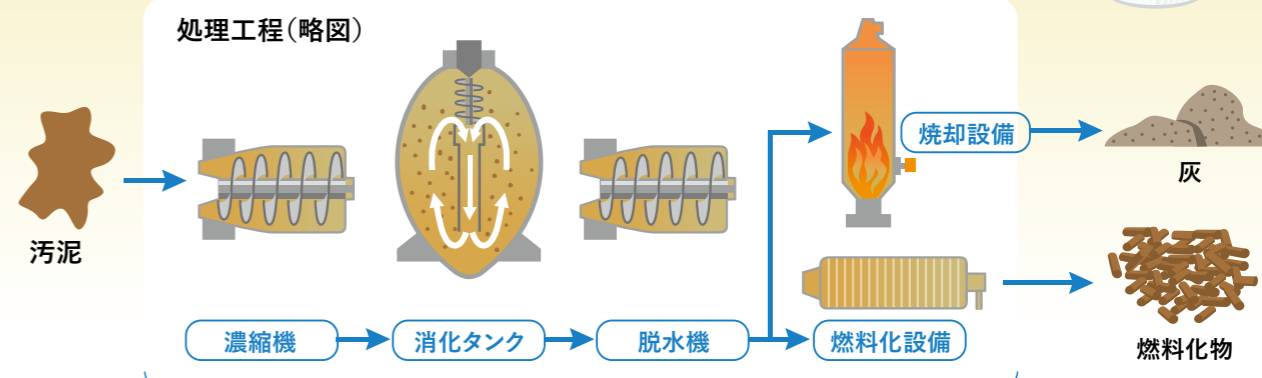 処理工程(略図)
汚泥
濃縮機
消化タンク
脱水機
焼却設備
灰
燃料化設備
燃料化物